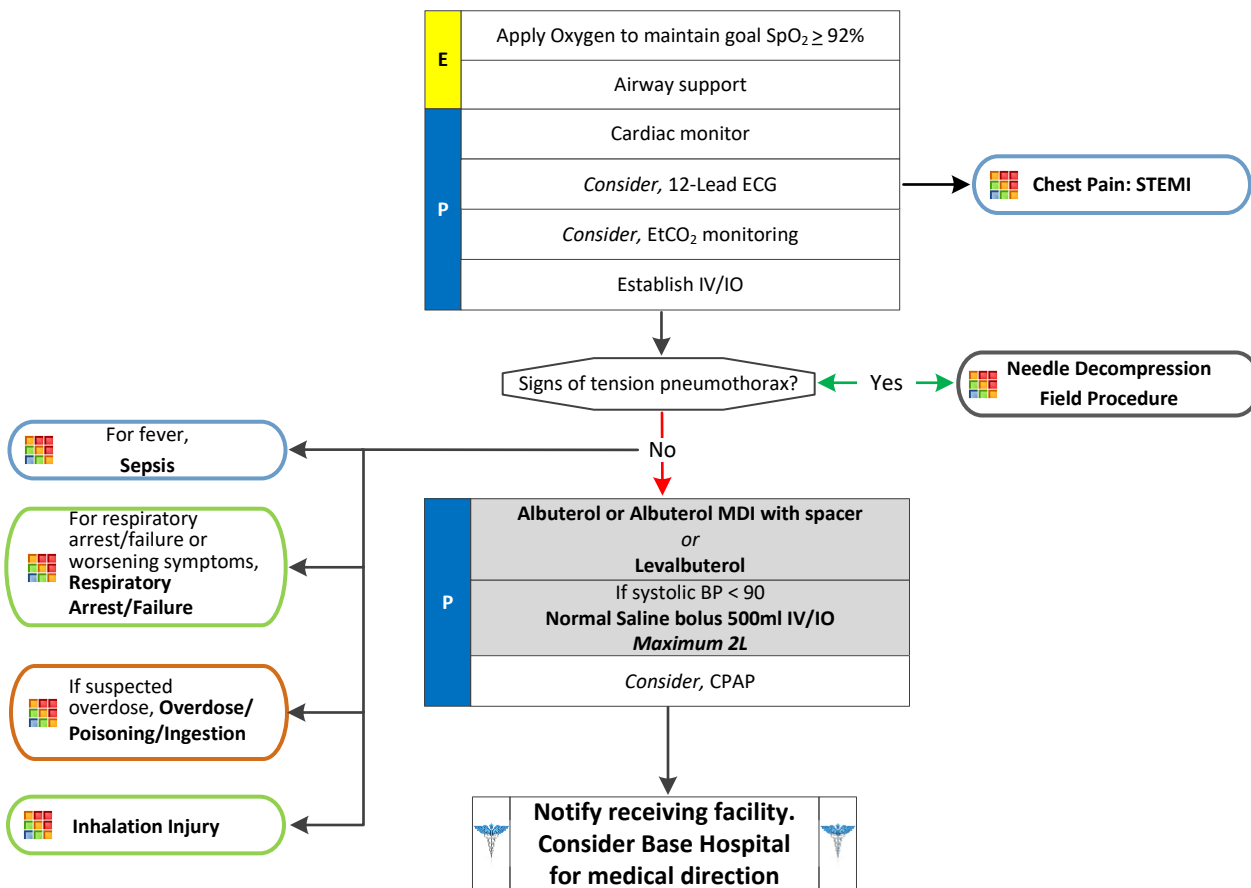 E
Apply Oxygen to maintain goal SpO₂ ≥ 92%
Airway support
P
Cardiac monitor
Consider, 12-Lead ECG
Consider, EtCO₂ monitoring
Establish IV/IO
Chest Pain: STEMI
Signs of tension pneumothorax?
Yes
Needle Decompression
Field Procedure
No
For fever,
Sepsis
For respiratory
arrest/failure or
worsening symptoms,
Respiratory
Arrest/Failure
If suspected
overdose, Overdose/
Poisoning/Ingestion
Inhalation Injury
P
Albuterol or Albuterol MDI with spacer
or
Levalbuterol
If systolic BP < 90
Normal Saline bolus 500ml IV/IO
Maximum 2L
Consider, CPAP
Notify receiving facility.
Consider Base Hospital
for medical direction